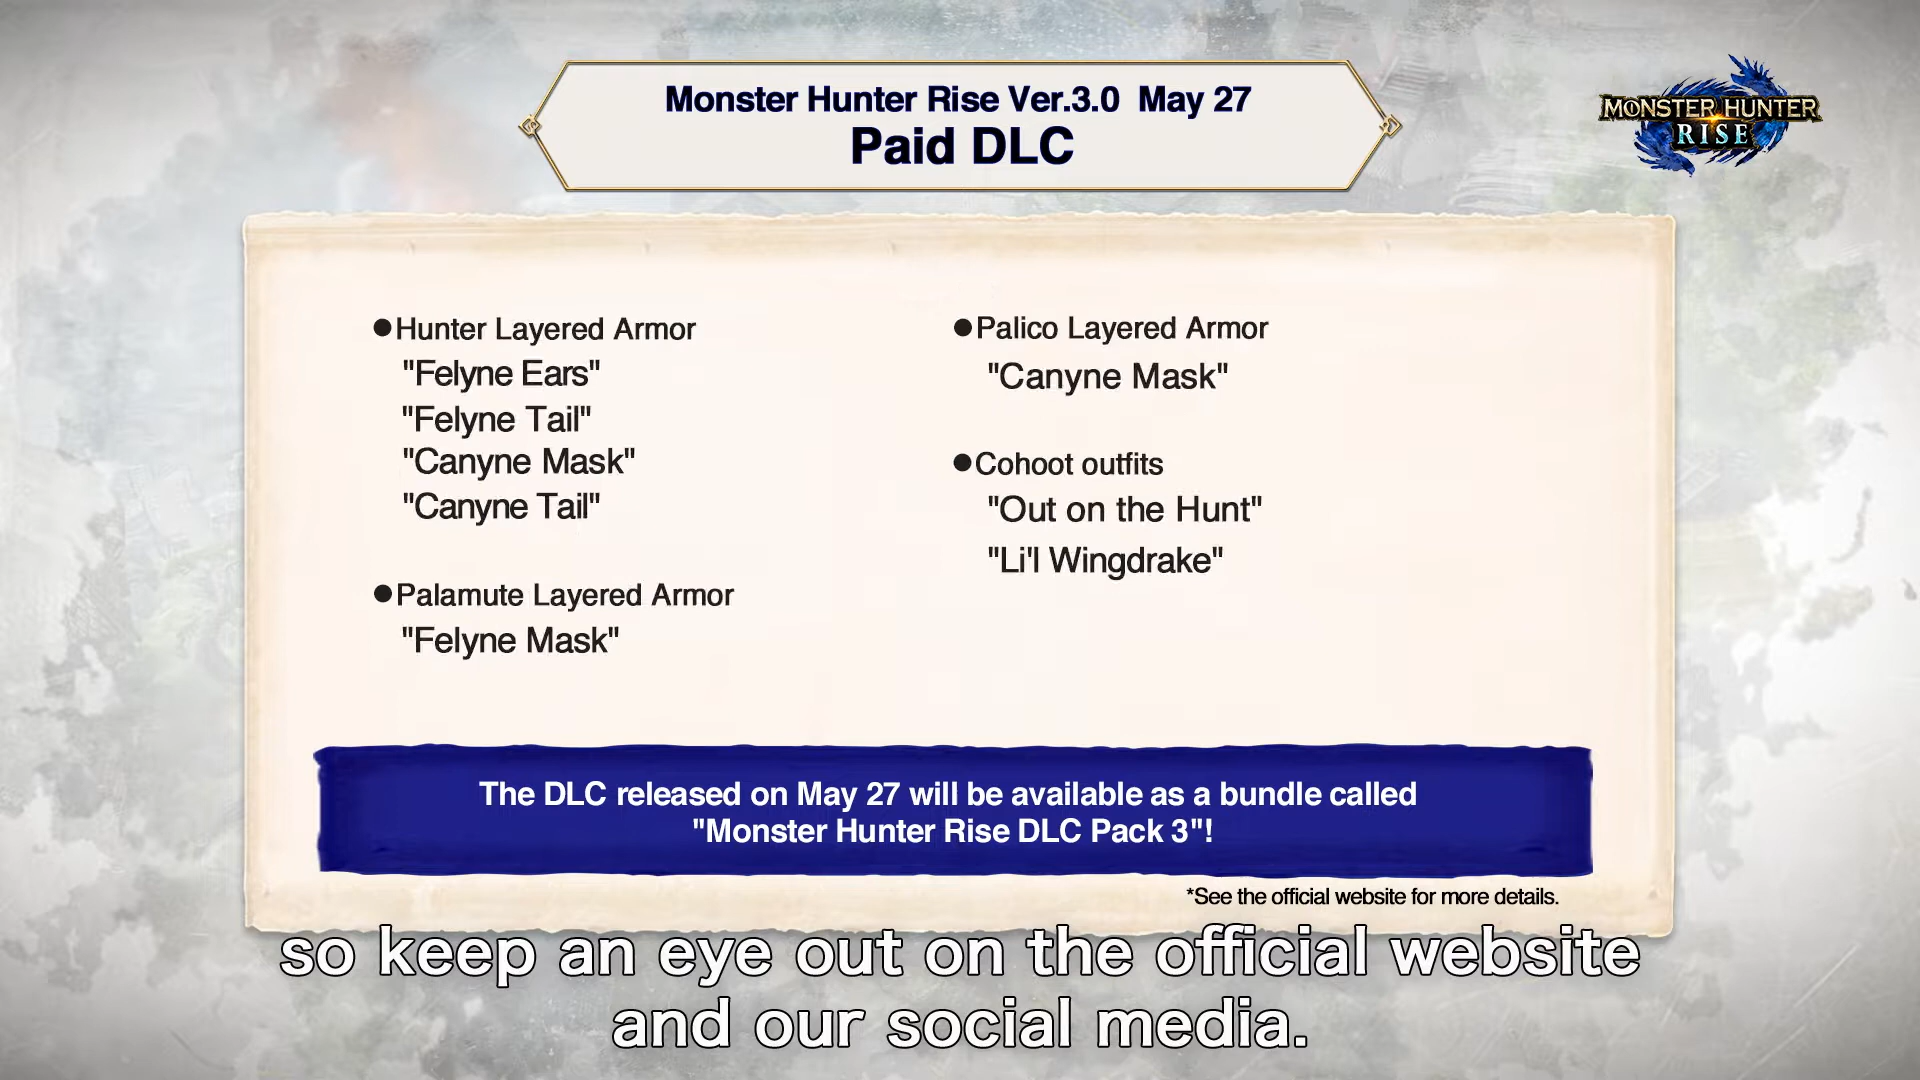 Monster Hunter Rise Ver.3.0 May 27
Paid DLC
MONSTER HUNTER
RISE
●Hunter Layered Armor
"Felyne Ears"
"Felyne Tail"
"Canyne Mask"
"Canyne Tail"
●Palamute Layered Armor
"Felyne Mask"
●Palico Layered Armor
"Canyne Mask"
●Cohoot outfits
"Out on the Hunt"
"Li'l Wingdrake"
The DLC released on May 27 will be available as a bundle called
"Monster Hunter Rise DLC Pack 3"!
*See the official website for more details.
so keep an eye out on the official website
and our social media.